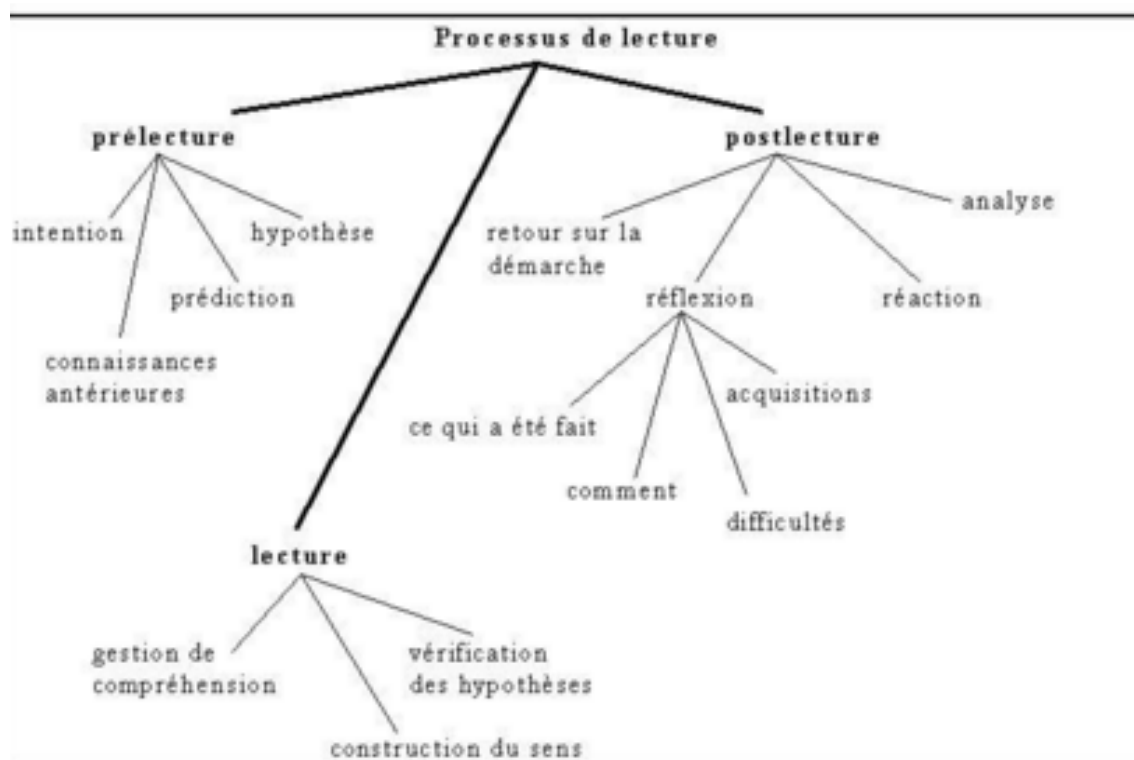 Processus de lecture
prélecture
postlecture
intention
hypothèse
prédiction
connaissances
antérieures
retour sur la
démarche
analyse
réflexion
réaction
ce qui a été fait
comment
difficultés
acquisitions
lecture
gestion de
compréhension
vérification
des hypothèses
construction du sens